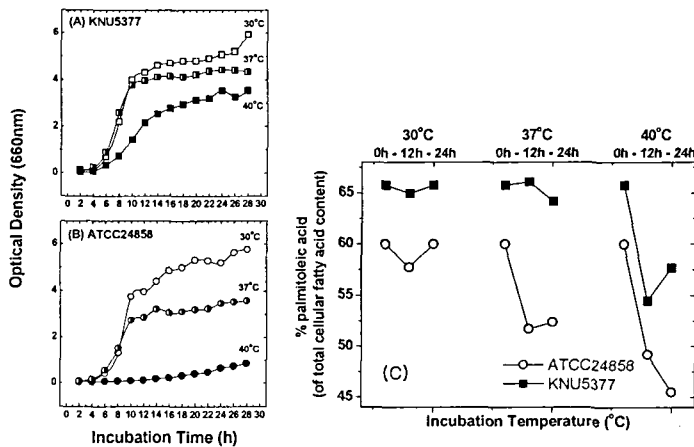 (A) KNU5377
30°C
37°C
40°C
6
4
2
0
0 2 4 6 8 10 12 14 16 18 20 22 24 26 28 30
Optical Density (660nm)
(B) ATCC24858
30°C
37°C
40°C
6
4
2
0
0 2 4 6 8 10 12 14 16 18 20 22 24 26 28 30
Incubation Time (h)
30°C 37°C 40°C
0h - 12h - 24h 0h - 12h - 24h 0h - 12h - 24h
65
60
55
50
45
% palmitoleic acid
(of total cellular fatty acid content)
(C)
ATCC24858
KNU5377
Incubation Temperature (°C)